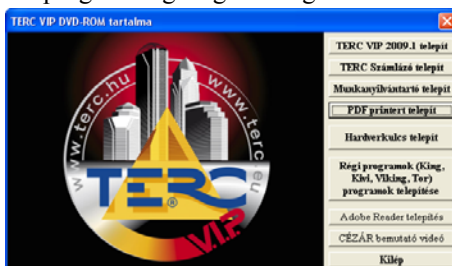 TERC VIP DVD-ROM tartalma
www.terc.hu
www.terc.eu
TERC
®
V.I.P.
TERC VIP 2009.1 telepít
TERC Számlázó telepít
Munkanyilvántartó telepít
PDF printert telepít
Hardverkulcs telepít
Régi programok (King,
Kivi, Viking, Tor)
programok telepítése
Adobe Reader telepítés
CÉZÁR bemutató videó
Kilép